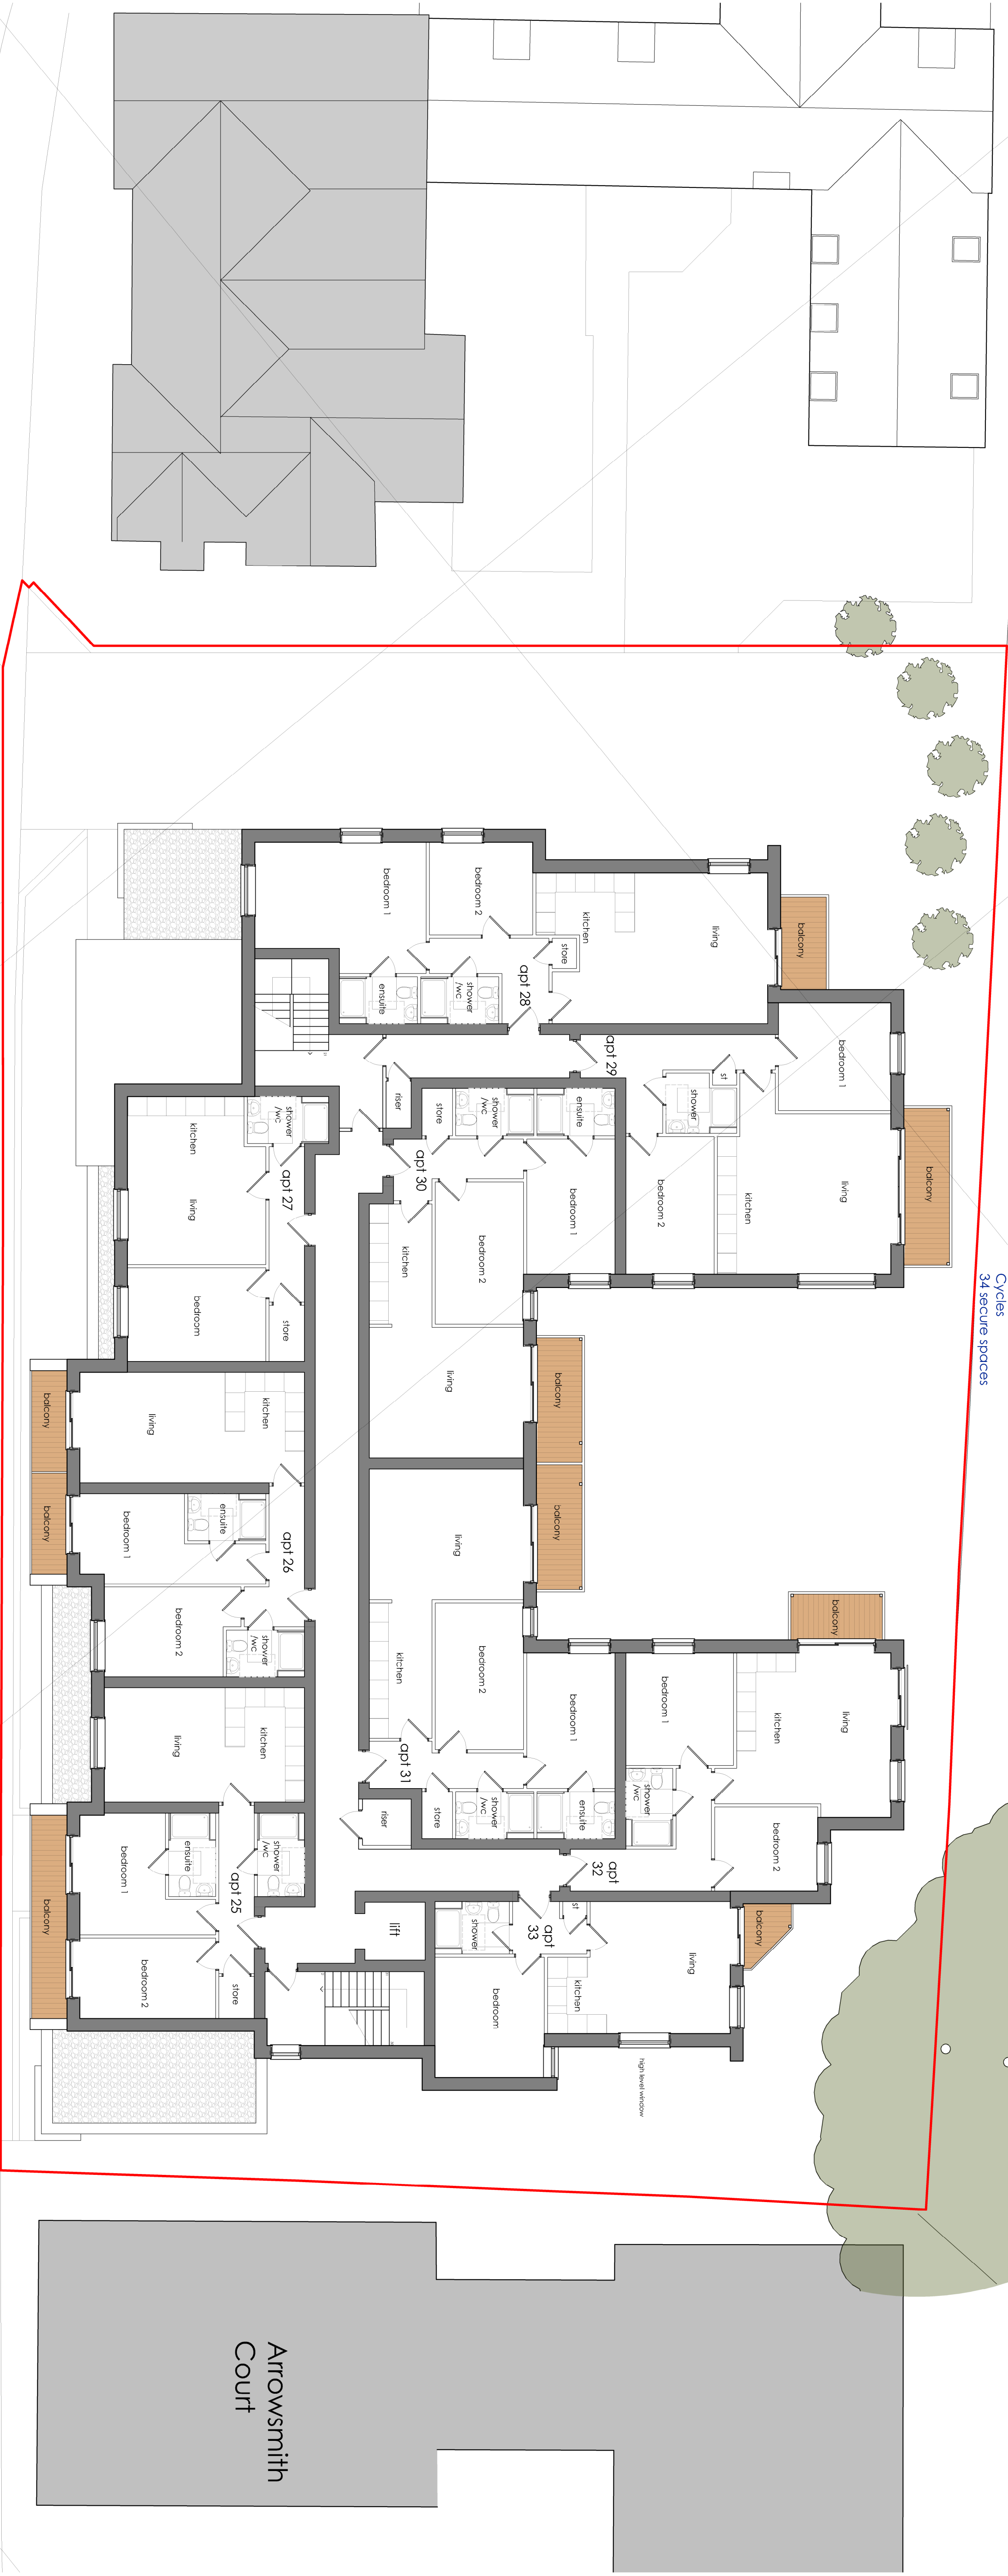 Cycles
34 secure spaces
bedroom 1
bedroom 2
kitchen
living
balcony
store
ensuite
shower
/wc
apt 28
apt 29
bedroom 1
st
shower
bedroom 2
kitchen
living
balcony
riser
store
shower
/wc
ensuite
apt 30
bedroom 1
bedroom 2
kitchen
living
balcony
shower
/wc
kitchen
living
apt 27
bedroom
store
living
kitchen
balcony
balcony
bedroom 1
ensuite
apt 26
bedroom 2
shower
/wc
living
kitchen
balcony
bedroom 1
ensuite
shower
/wc
apt 25
bedroom 2
store
living
balcony
kitchen
bedroom 2
bedroom 1
apt 31
riser
store
shower
/wc
ensuite
balcony
living
kitchen
bedroom 1
shower
/wc
bedroom 2
apt
32
lift
shower
apt
33
st
living
balcony
kitchen
bedroom
high level window
Arrowsmith
Court